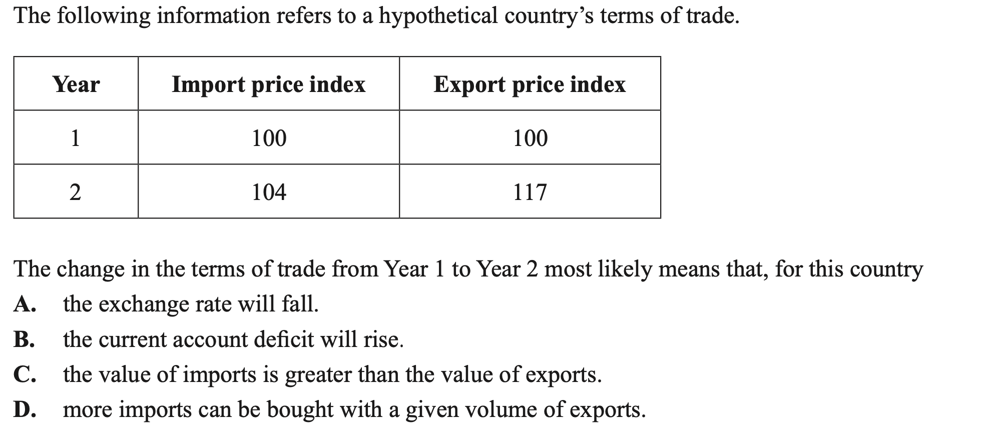 The following information refers to a hypothetical country’s terms of trade.
Year Import price index Export price index
1 100 100
2 104 117
The change in the terms of trade from Year 1 to Year 2 most likely means that, for this country
A. the exchange rate will fall.
B. the current account deficit will rise.
C. the value of imports is greater than the value of exports.
D. more imports can be bought with a given volume of exports.